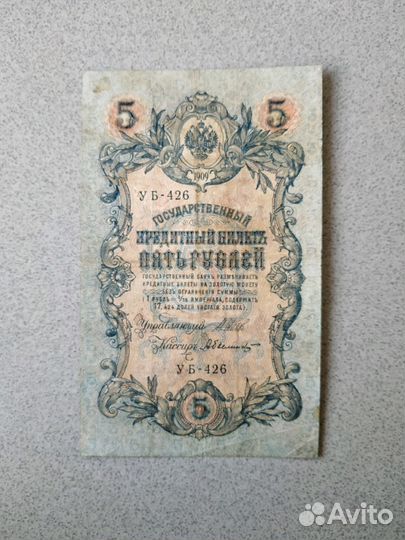 5 5
1909
УБ-426
ГОСУДАРСТВЕННЫЙ
КРЕДИТНЫЙ БИЛЕТЪ
ПЯТЬ РУБЛЕЙ
ГОСУДАРСТВЕННЫЙ БАНКЪ РАЗМѢНИВАЕТЪ
КРЕДИТНЫЕ БИЛЕТЫ НА ЗОЛОТУЮ МОНЕТУ
БЕЗЪ ОГРАНИЧЕНІЯ СУММЫ
(1 РУБЛЬ = 1/15 ИМПЕРІАЛА, СОДЕРЖИТЪ
17,424 ДОЛЕЙ ЧИСТАГО ЗОЛОТА).
Управляющій
Кассиръ
УБ-426
5
Avito